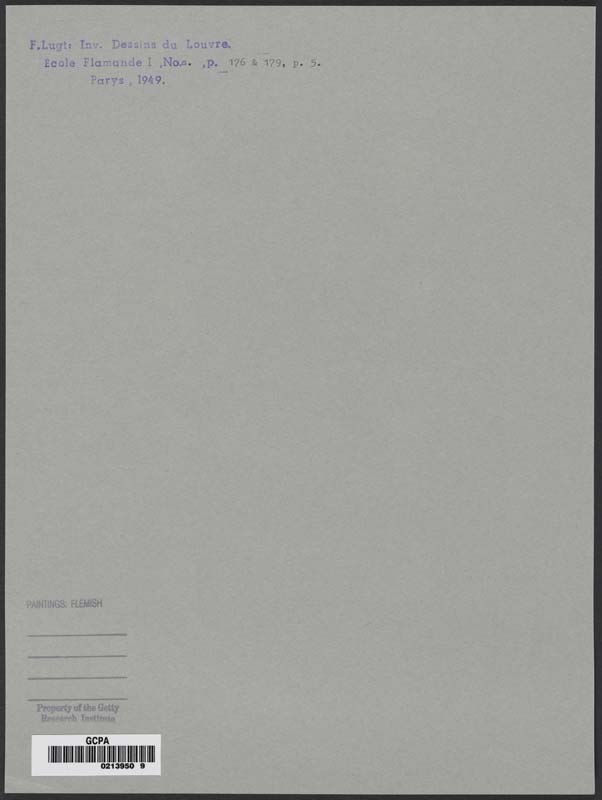 F.Lugt: Inv. Dessins du Louvre.
École Flamande I ,No.s. ,p. 176 & 179, p. 5.
Parys , 1949.
PAINTINGS: FLEMISH
Property of the Getty
Research Institute
GCPA
0213950 9